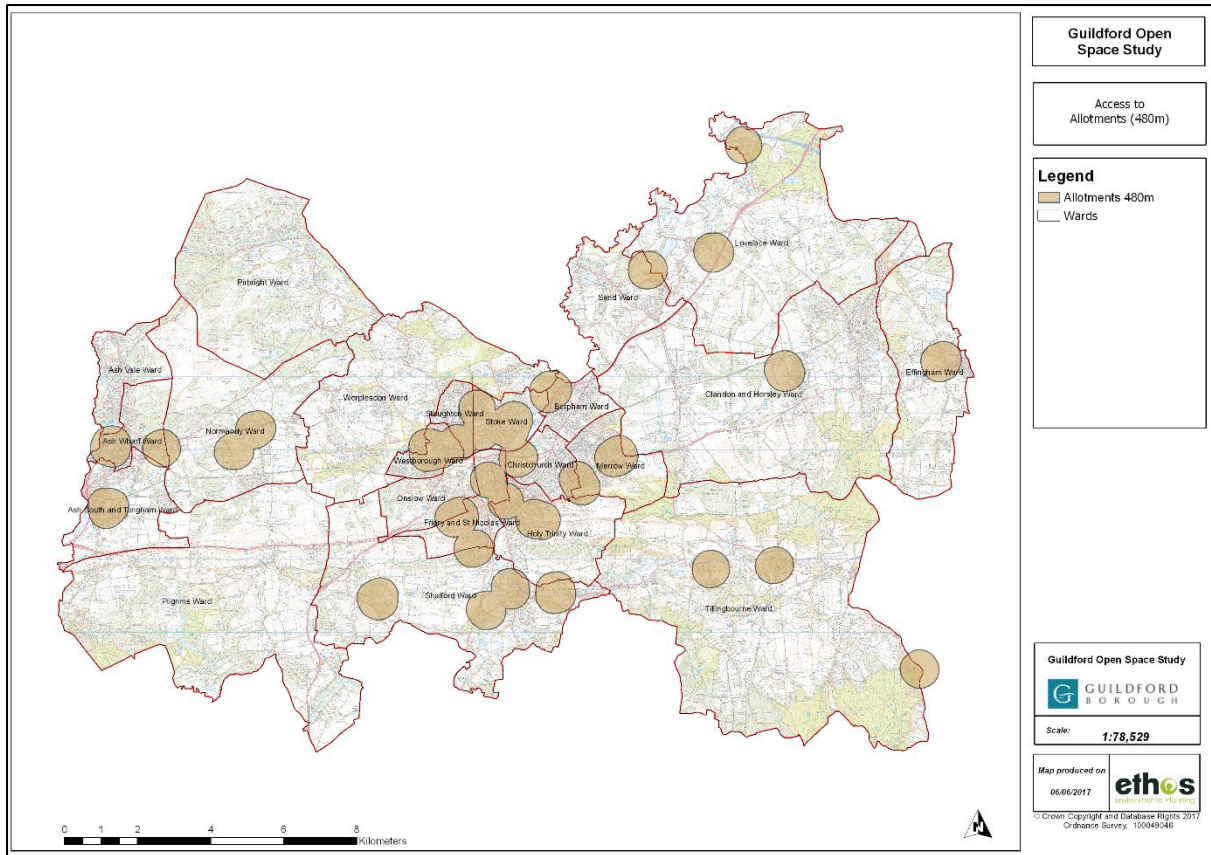 Guildford Open
Space Study
Access to
Allotments (480m)
Legend
Allotments 480m
Wards
Lovelace Ward
Send Ward
Pirbright Ward
Ash Vale Ward
Effingham Ward
Clandon and Horsley Ward
Worplesdon Ward
Burpham Ward
Stoughton Ward
Stoke Ward
Normandy Ward
Ash Wharf Ward
Westborough Ward
Christchurch Ward
Merrow Ward
Onslow Ward
Ash South and Tongham Ward
Friary and St Nicolas Ward
Holy Trinity Ward
Shalford Ward
Pilgrims Ward
Tillingbourne Ward
Guildford Open Space Study
G GUILDFORD
BOROUGH
Scale: 1:78,529
Map produced on
06/06/2017
ethos
Environmental Planning
© Crown Copyright and Database Rights 2017.
Ordnance Survey. 100049046
0 1 2 4 6 8
Kilometers
N